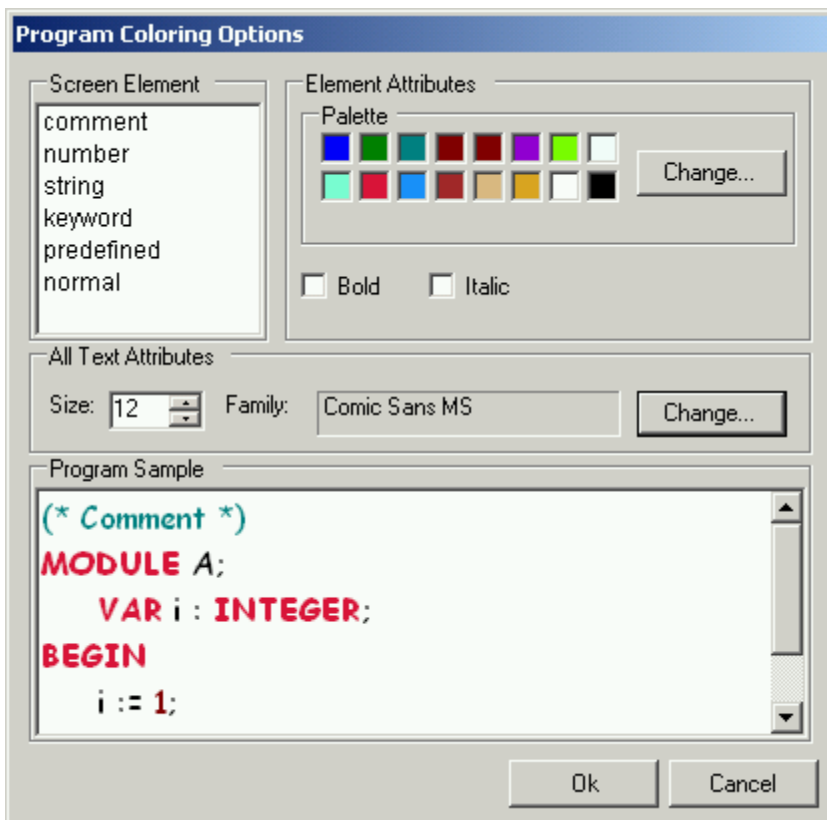 Program Coloring Options
Screen Element
comment
number
string
keyword
predefined
normal
Element Attributes
Palette
Change...
Bold Italic
All Text Attributes
Size: 12 Family: Comic Sans MS Change...
Program Sample
(* Comment *)
MODULE A;
VAR i : INTEGER;
BEGIN
i := 1;
Ok Cancel